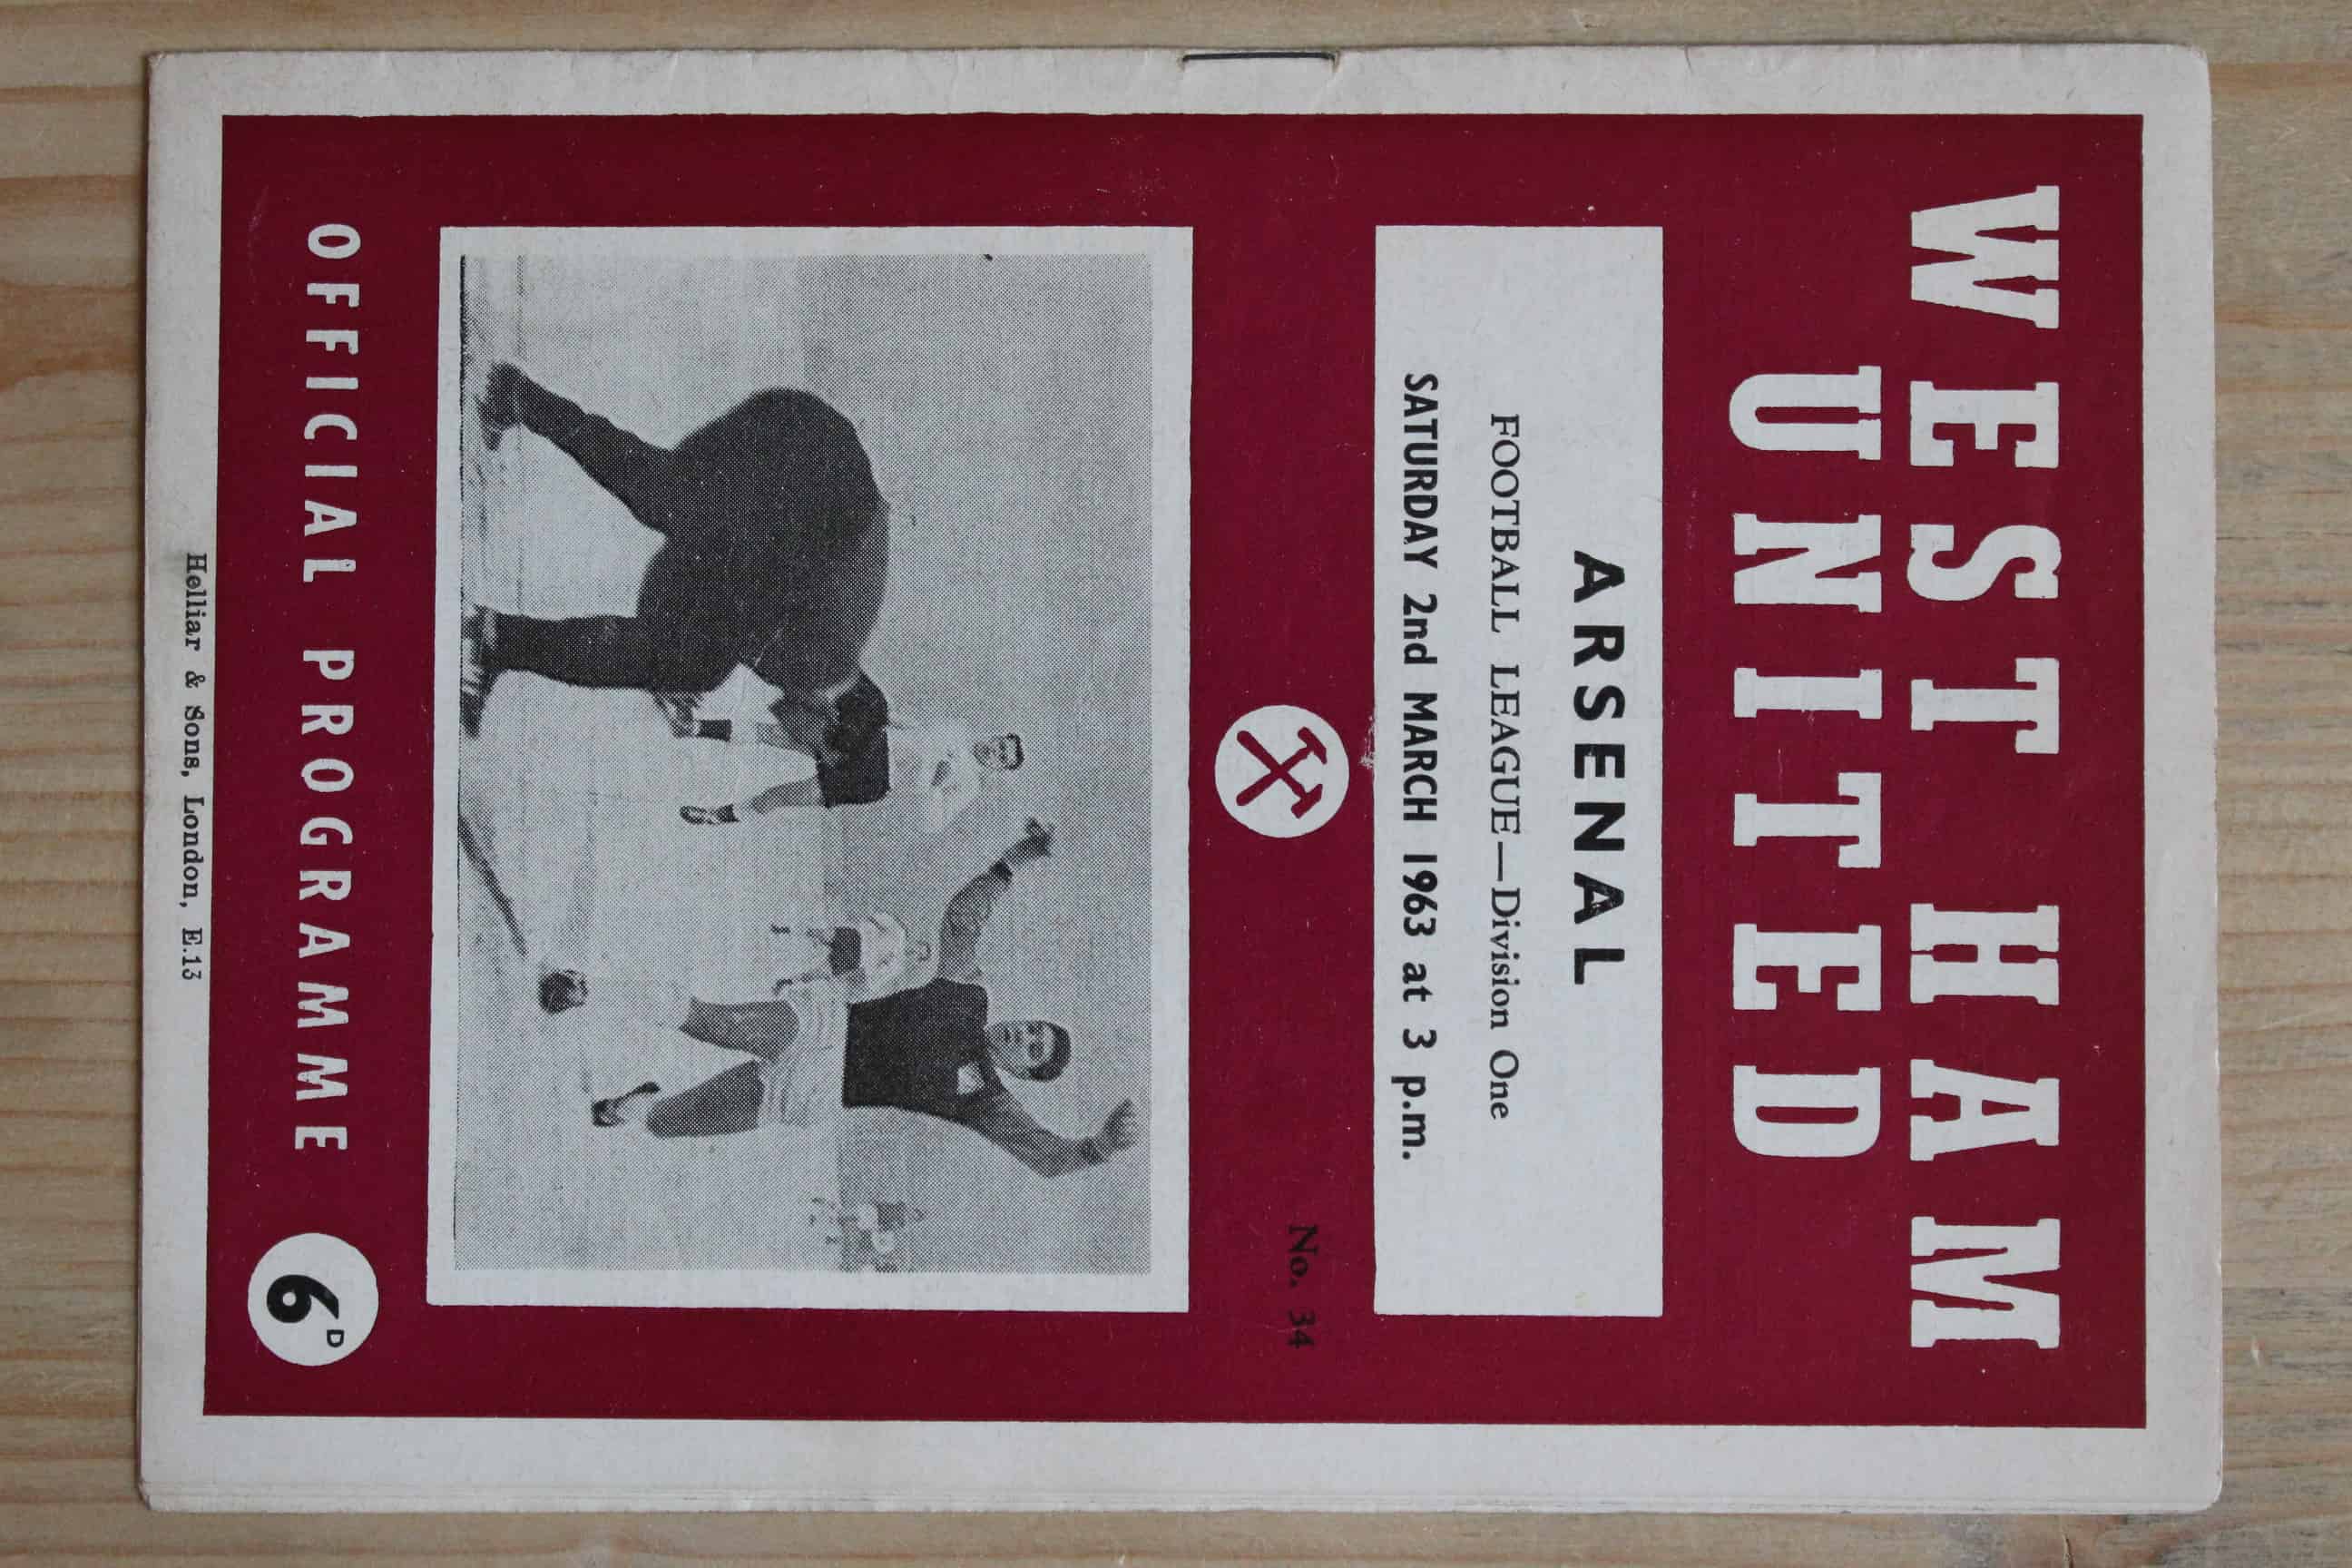 WEST HAM
UNITED
ARSENAL
FOOTBALL LEAGUE—Division One
SATURDAY 2nd MARCH 1963 at 3 p.m.
No. 34
OFFICIAL PROGRAMME
6D
Helliar & Sons, London, E.13